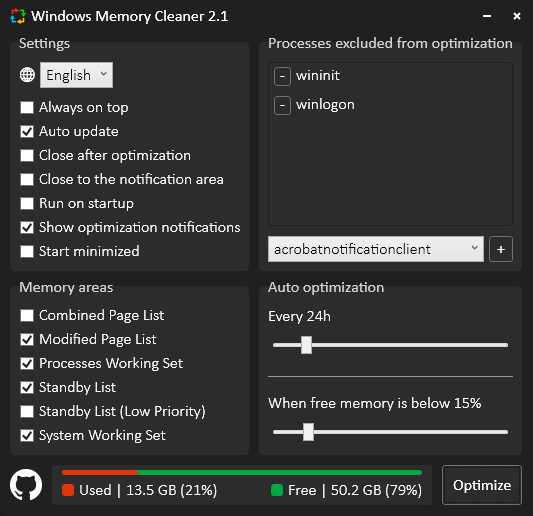 Windows Memory Cleaner 2.1
Settings
English
Always on top
Auto update
Close after optimization
Close to the notification area
Run on startup
Show optimization notifications
Start minimized
Processes excluded from optimization
- wininit
- winlogon
acrobatnotificationclient +
Memory areas
Combined Page List
Modified Page List
Processes Working Set
Standby List
Standby List (Low Priority)
System Working Set
Auto optimization
Every 24h
When free memory is below 15%
Used | 13.5 GB (21%)
Free | 50.2 GB (79%)
Optimize